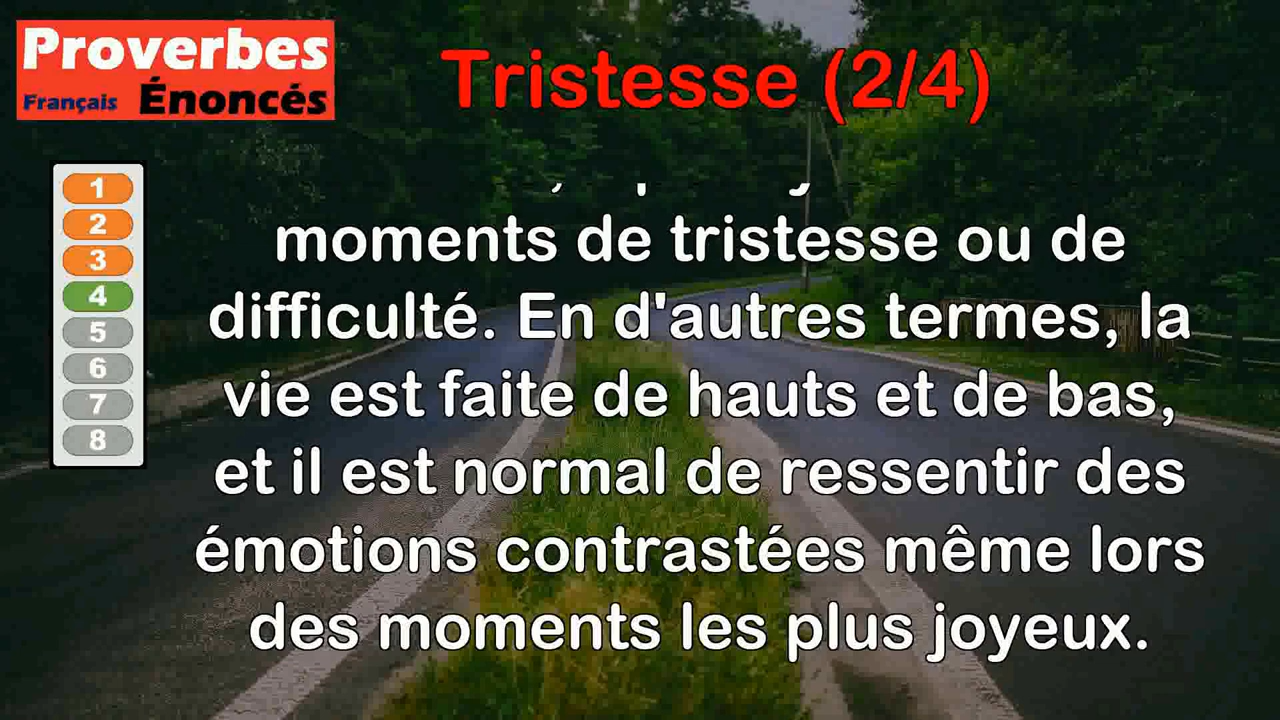 Proverbes
Français Énoncés
Tristesse (2/4)
1
2
3
4
5
6
7
8
moments de tristesse ou de
difficulté. En d'autres termes, la
vie est faite de hauts et de bas,
et il est normal de ressentir des
émotions contrastées même lors
des moments les plus joyeux.